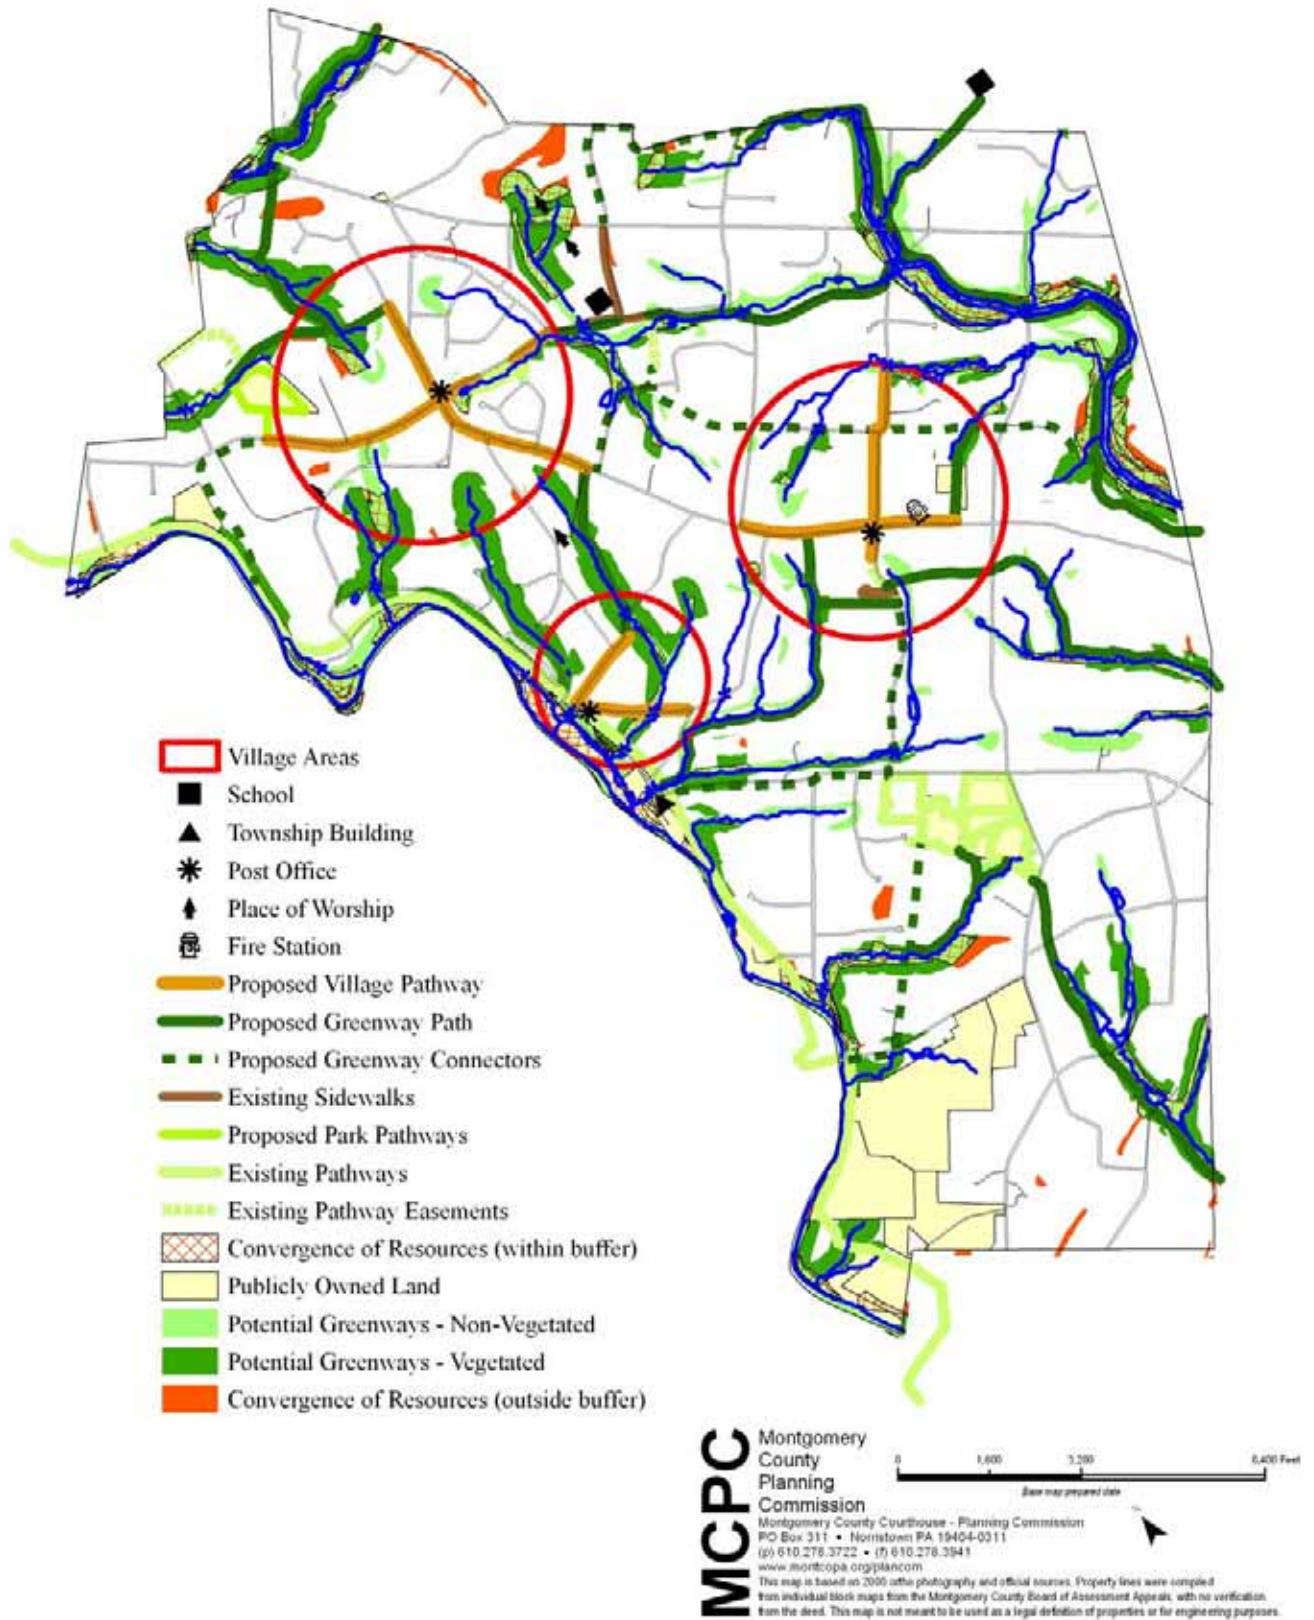 Village Areas
School
Township Building
Post Office
Place of Worship
Fire Station
Proposed Village Pathway
Proposed Greenway Path
Proposed Greenway Connectors
Existing Sidewalks
Proposed Park Pathways
Existing Pathways
Existing Pathway Easements
Convergence of Resources (within buffer)
Publicly Owned Land
Potential Greenways - Non-Vegetated
Potential Greenways - Vegetated
Convergence of Resources (outside buffer)
MCPC
Montgomery
County
Planning
Commission
0 1,600 3,200 6,400 Feet
Base map prepared date
Montgomery County Courthouse - Planning Commission
PO Box 311 • Norristown PA 19404-0311
(p) 610.278.3722 • (f) 610.278.3941
www.montcopa.org/plancom
This map is based on 2000 ortho photography and official sources. Property lines were compiled
from individual block maps from the Montgomery County Board of Assessment Appeals, with no verification
from the deed. This map is not meant to be used as a legal definition of properties or for engineering purposes.